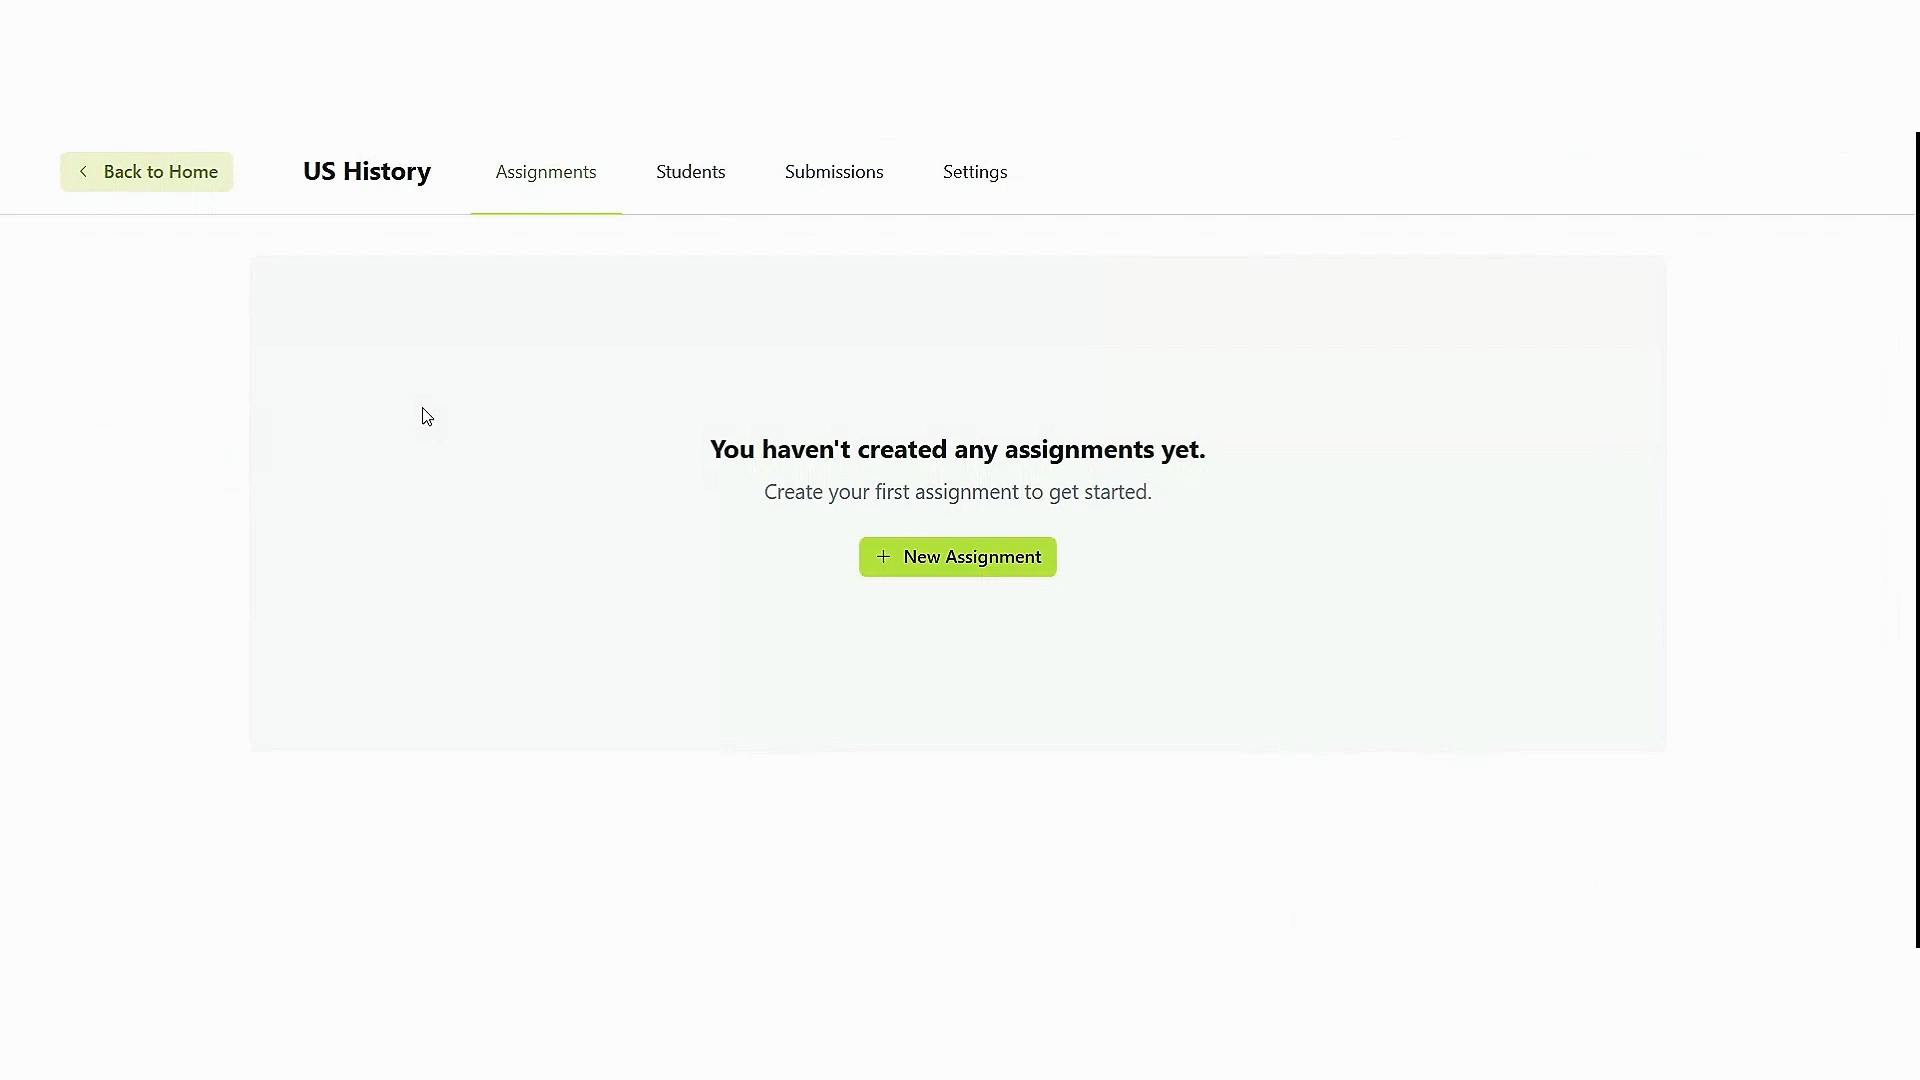 Back to Home
US History
Assignments
Students
Submissions
Settings
You haven't created any assignments yet.
Create your first assignment to get started.
+ New Assignment